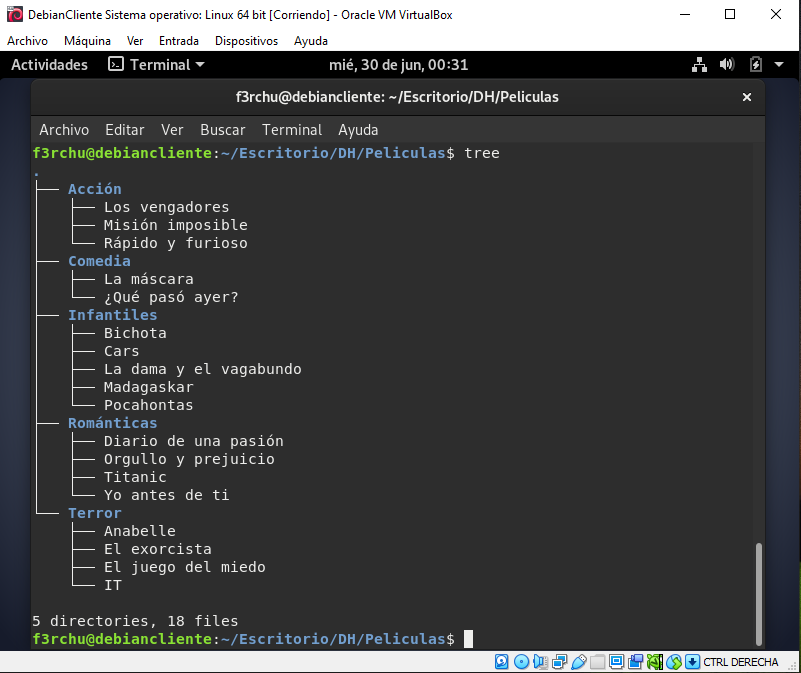 DebianCliente Sistema operativo: Linux 64 bit [Corriendo] - Oracle VM VirtualBox
Archivo Máquina Ver Entrada Dispositivos Ayuda
Actividades Terminal mié, 30 de jun, 00:31
f3rchu@debiancliente: ~/Escritorio/DH/Peliculas
Archivo Editar Ver Buscar Terminal Ayuda
f3rchu@debiancliente:~/Escritorio/DH/Peliculas$ tree
.
├── Acción
│   ├── Los vengadores
│   ├── Misión imposible
│   └── Rápido y furioso
├── Comedia
│   ├── La máscara
│   └── ¿Qué pasó ayer?
├── Infantiles
│   ├── Bichota
│   ├── Cars
│   ├── La dama y el vagabundo
│   ├── Madagaskar
│   └── Pocahontas
├── Románticas
│   ├── Diario de una pasión
│   ├── Orgullo y prejuicio
│   ├── Titanic
│   └── Yo antes de ti
└── Terror
    ├── Anabelle
    ├── El exorcista
    ├── El juego del miedo
    └── IT
5 directories, 18 files
f3rchu@debiancliente:~/Escritorio/DH/Peliculas$
CTRL DERECHA